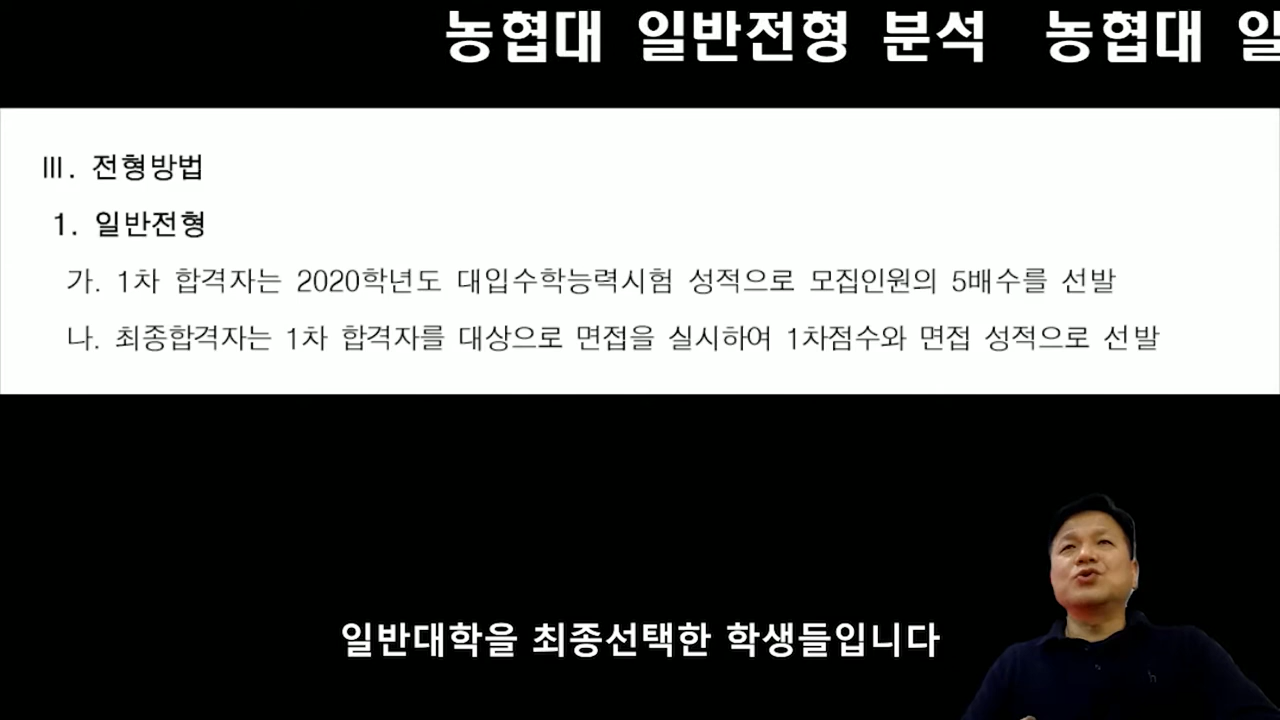 농협대 일반전형 분석 농협대 일
Ⅲ. 전형방법
1. 일반전형
가. 1차 합격자는 2020학년도 대입수학능력시험 성적으로 모집인원의 5배수를 선발
나. 최종합격자는 1차 합격자를 대상으로 면접을 실시하여 1차점수와 면접 성적으로 선발
일반대학을 최종선택한 학생들입니다